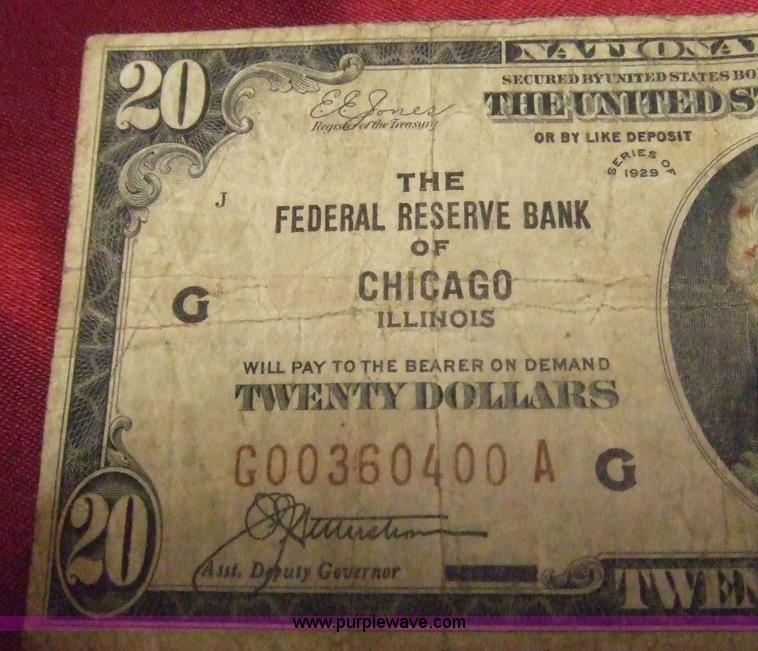 20
NATIONA
SECURED BY UNITED STATES BO
THE UNITED S
OR BY LIKE DEPOSIT
SERIES OF
1929
E E Jones
Register of the Treasury
J
THE
FEDERAL RESERVE BANK
OF
CHICAGO
ILLINOIS
G
WILL PAY TO THE BEARER ON DEMAND
TWENTY DOLLARS
G00360400 A
G
20
Asst. Deputy Governor
TWEN
www.purplewave.com